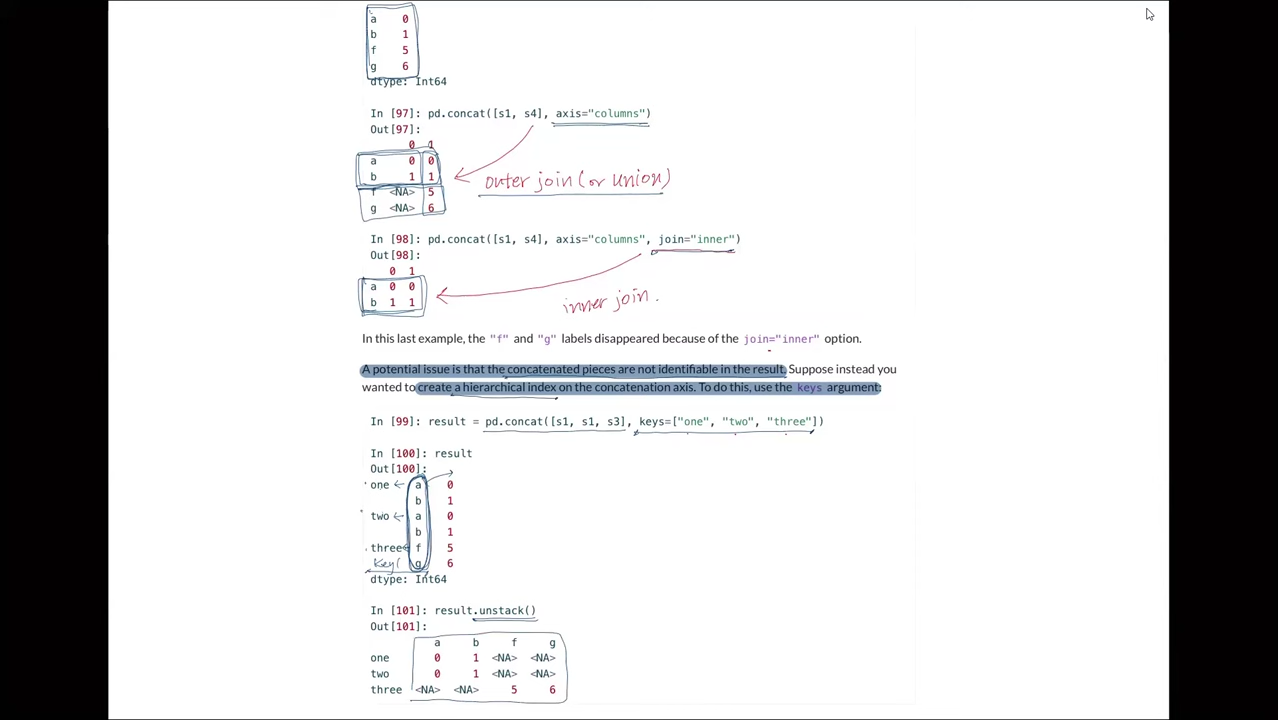 a 0
b 1
f 5
g 6
dtype: Int64
In [97]: pd.concat([s1, s4], axis="columns")
Out[97]:
0 1
a 0 0
b 1 1
f <NA> 5
g <NA> 6
outer join (or union)
In [98]: pd.concat([s1, s4], axis="columns", join="inner")
Out[98]:
0 1
a 0 0
b 1 1
inner join.
In this last example, the "f" and "g" labels disappeared because of the join="inner" option.
A potential issue is that the concatenated pieces are not identifiable in the result. Suppose instead you
wanted to create a hierarchical index on the concatenation axis. To do this, use the keys argument:
In [99]: result = pd.concat([s1, s1, s3], keys=["one", "two", "three"])
In [100]: result
Out[100]:
one a 0
b 1
two a 0
b 1
three f 5
g 6
dtype: Int64
In [101]: result.unstack()
Out[101]:
a b f g
one 0 1 <NA> <NA>
two 0 1 <NA> <NA>
three <NA> <NA> 5 6